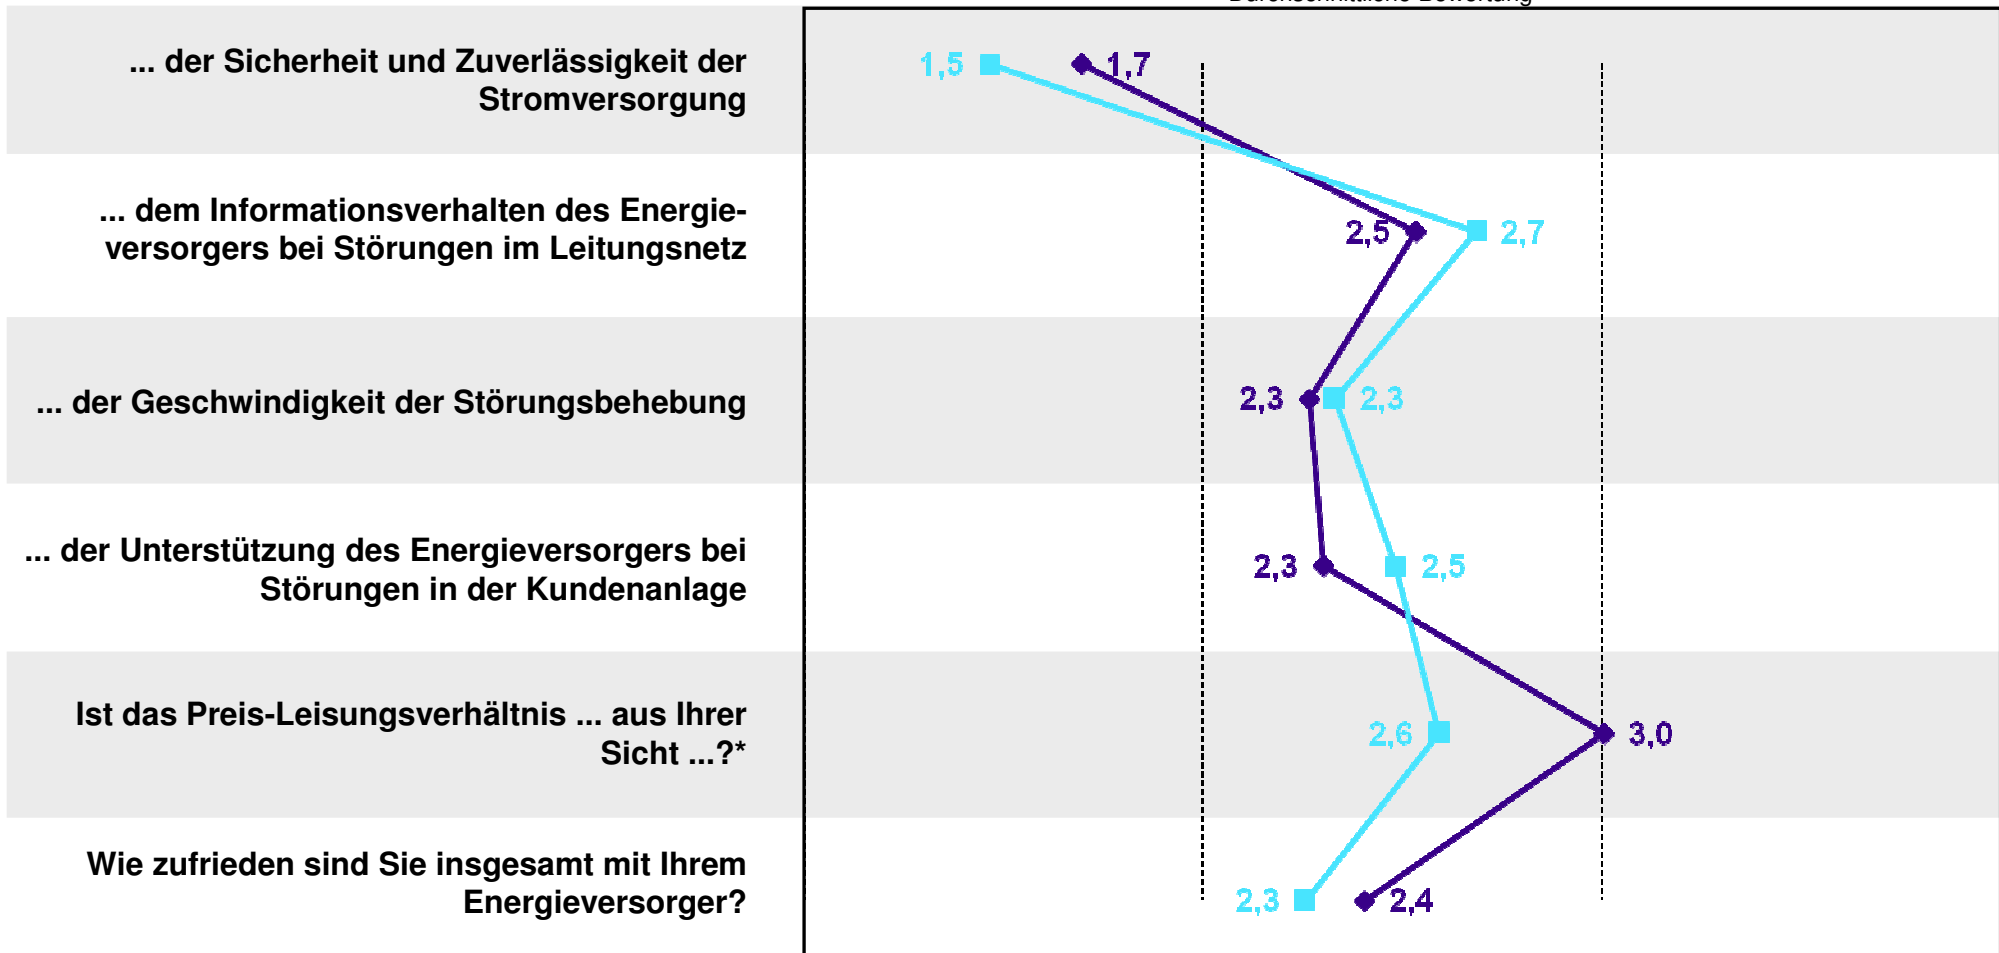 Durchschnittliche Bewertung
... der Sicherheit und Zuverlässigkeit der
Stromversorgung
1,5
1,7
... dem Informationsverhalten des Energie-
versorgers bei Störungen im Leitungsnetz
2,5
2,7
... der Geschwindigkeit der Störungsbehebung
2,3
2,3
... der Unterstützung des Energieversorgers bei
Störungen in der Kundenanlage
2,3
2,5
Ist das Preis-Leisungsverhältnis ... aus Ihrer
Sicht ...?*
2,6
3,0
Wie zufrieden sind Sie insgesamt mit Ihrem
Energieversorger?
2,3
2,4